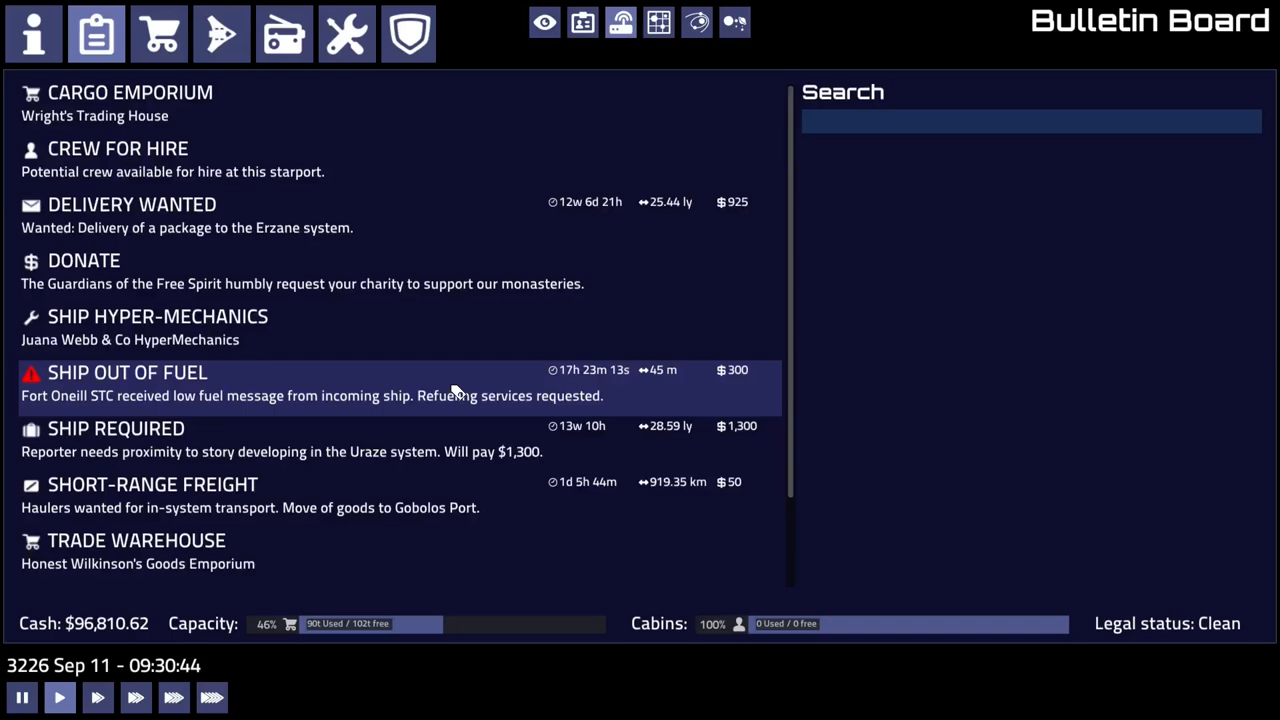 Bulletin Board
CARGO EMPORIUM
Wright's Trading House
CREW FOR HIRE
Potential crew available for hire at this starport.
DELIVERY WANTED 12w 6d 21h 25.44 ly $925
Wanted: Delivery of a package to the Erzane system.
DONATE
The Guardians of the Free Spirit humbly request your charity to support our monasteries.
SHIP HYPER-MECHANICS
Juana Webb & Co HyperMechanics
SHIP OUT OF FUEL 17h 23m 13s 45 m $300
Fort Oneill STC received low fuel message from incoming ship. Refueling services requested.
SHIP REQUIRED 13w 10h 28.59 ly $1,300
Reporter needs proximity to story developing in the Uraze system. Will pay $1,300.
SHORT-RANGE FREIGHT 1d 5h 44m 919.35 km $50
Haulers wanted for in-system transport. Move of goods to Gobolos Port.
TRADE WAREHOUSE
Honest Wilkinson's Goods Emporium
Search
Cash: $96,810.62 Capacity: 46% 90t Used / 102t free Cabins: 100% 0 Used / 0 free Legal status: Clean
3226 Sep 11 - 09:30:44